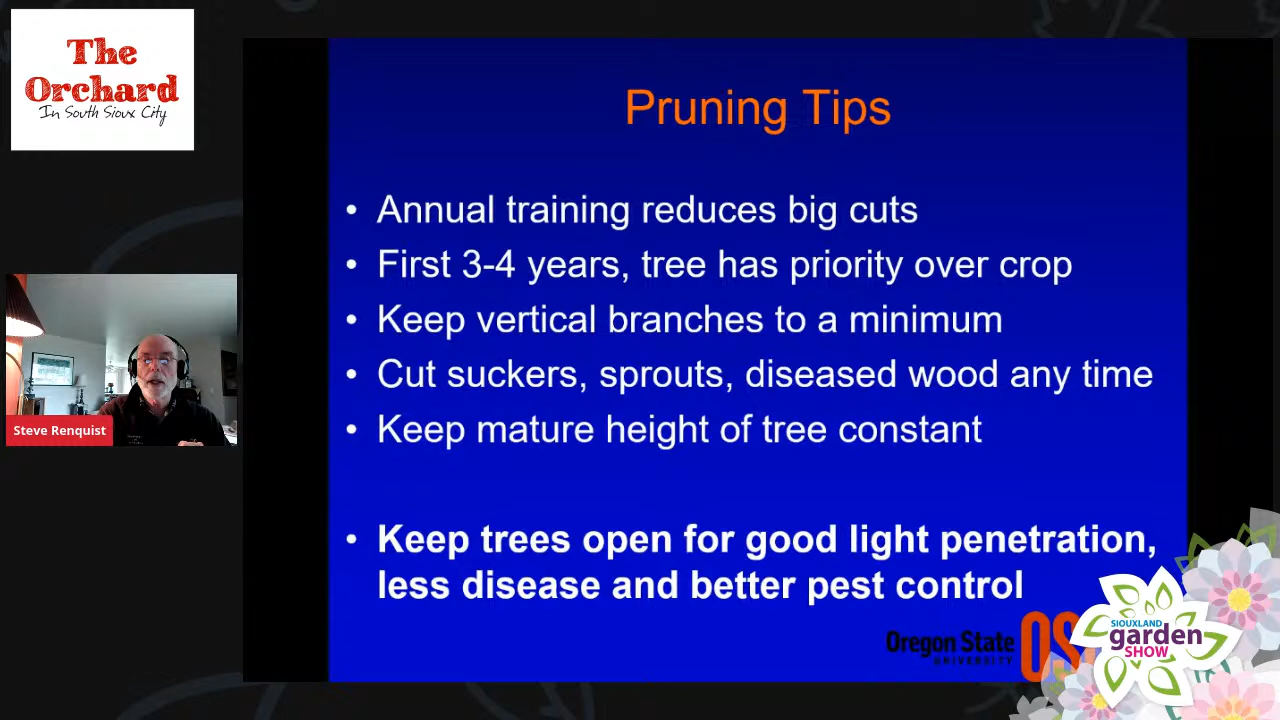 The
Orchard
In South Sioux City
Pruning Tips
• Annual training reduces big cuts
• First 3-4 years, tree has priority over crop
• Keep vertical branches to a minimum
• Cut suckers, sprouts, diseased wood any time
• Keep mature height of tree constant
• Keep trees open for good light penetration,
less disease and better pest control
Steve Renquist
Oregon State
UNIVERSITY
OS
SIOUXLAND
garden
SHOW